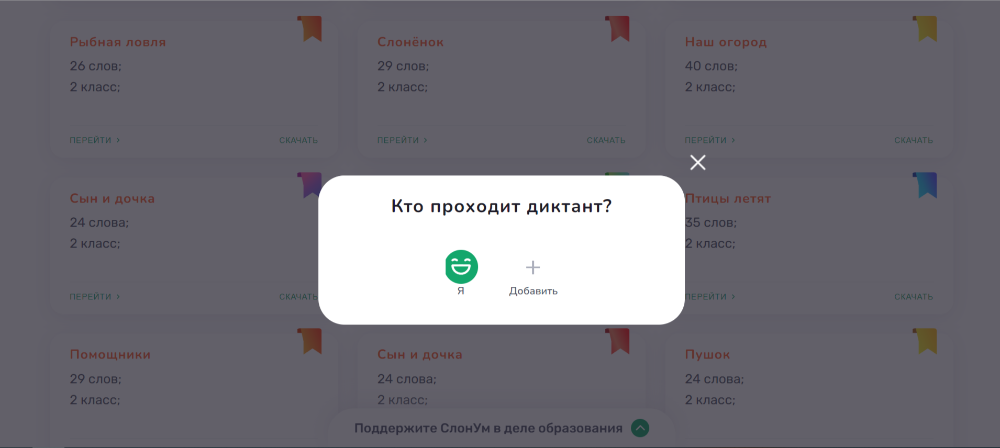 Рыбная ловля
26 слов;
2 класс;
ПЕРЕЙТИ
СКАЧАТЬ
Слонёнок
29 слов;
2 класс;
ПЕРЕЙТИ
СКАЧАТЬ
Наш огород
40 слов;
2 класс;
ПЕРЕЙТИ
СКАЧАТЬ
Сын и дочка
24 слова;
2 класс;
ПЕРЕЙТИ
СКАЧАТЬ
Кто проходит диктант?
Я
Добавить
Птицы летят
35 слов;
2 класс;
ПЕРЕЙТИ
СКАЧАТЬ
Помощники
29 слов;
2 класс;
Сын и дочка
24 слова;
2 класс;
Пушок
24 слова;
2 класс;
Поддержите СлонУм в деле образования